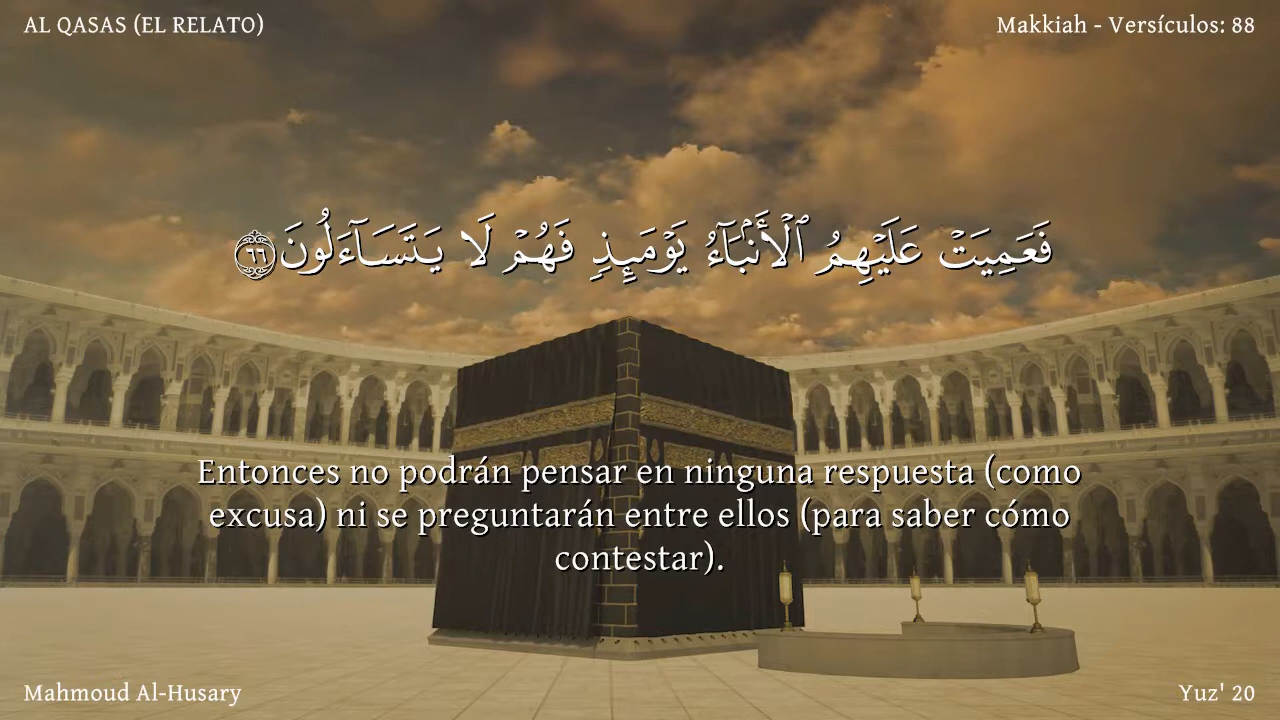 AL QASAS (EL RELATO)
Makkiah - Versículos: 88
فَعَمِيَتْ عَلَيْهِمُ ٱلْأَنۢبَآءُ يَوْمَئِذٍ فَهُمْ لَا يَتَسَآءَلُونَ ٦٦
Entonces no podrán pensar en ninguna respuesta (como
excusa) ni se preguntarán entre ellos (para saber cómo
contestar).
Mahmoud Al-Husary
Yuz' 20